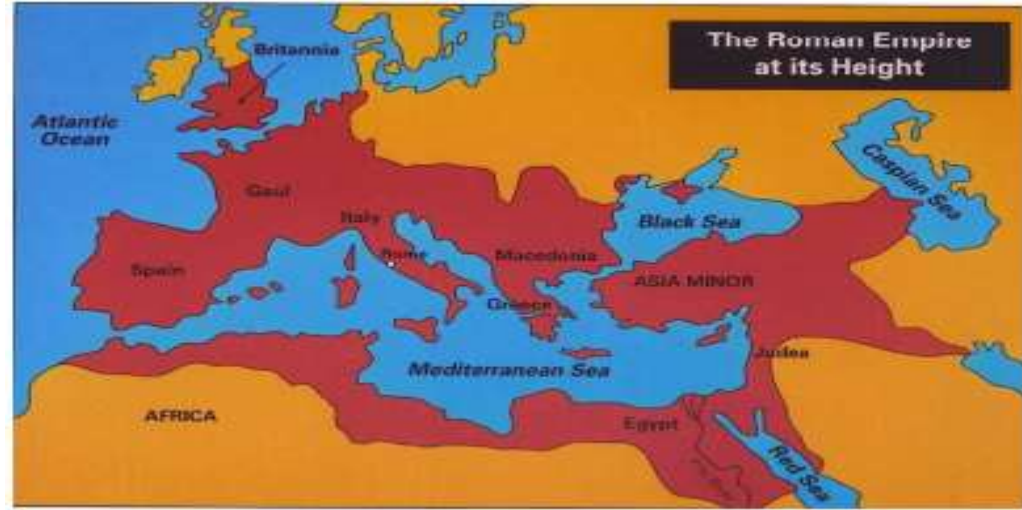 The Roman Empire
at its Height
Britannia
Atlantic
Ocean
Caspian Sea
Gaul
Italy
Black Sea
Rome
Macedonia
Spain
ASIA MINOR
Greece
Judea
Mediterranean Sea
AFRICA
Egypt
Red Sea